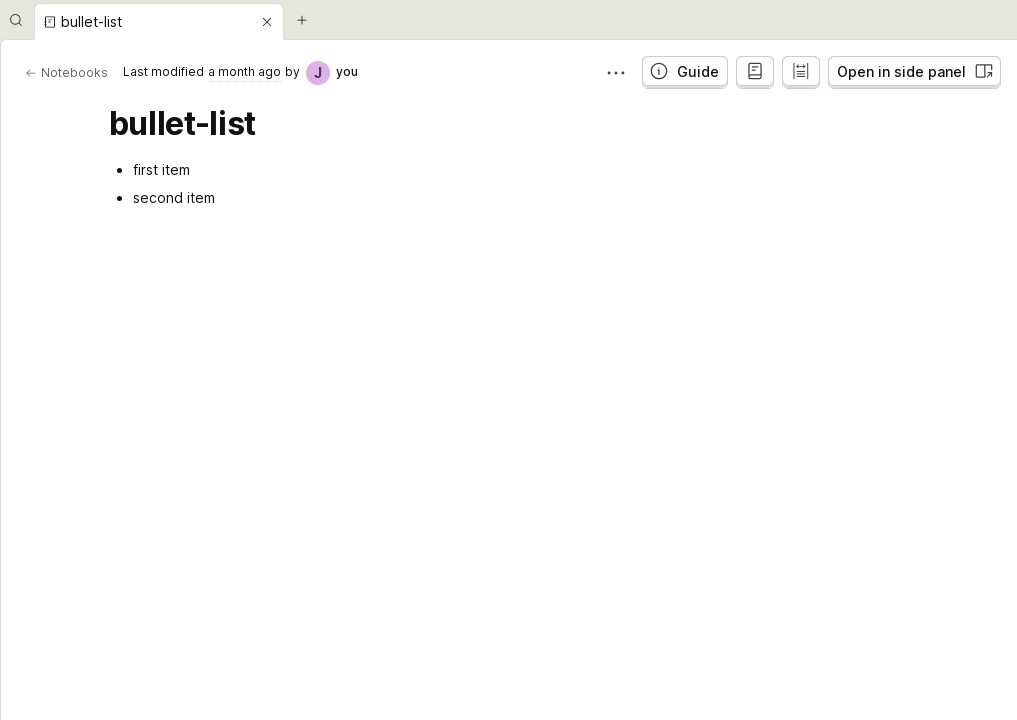 bullet-list
Notebooks
Last modified a month ago by J you
Guide
Open in side panel
bullet-list
first item
second item